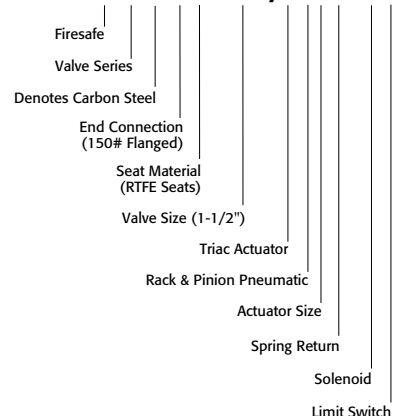 Firesafe
Valve Series
Denotes Carbon Steel
End Connection
(150# Flanged)
Seat Material
(RTFE Seats)
Valve Size (1-1/2")
Triac Actuator
Rack & Pinion Pneumatic
Actuator Size
Spring Return
Solenoid
Limit Switch